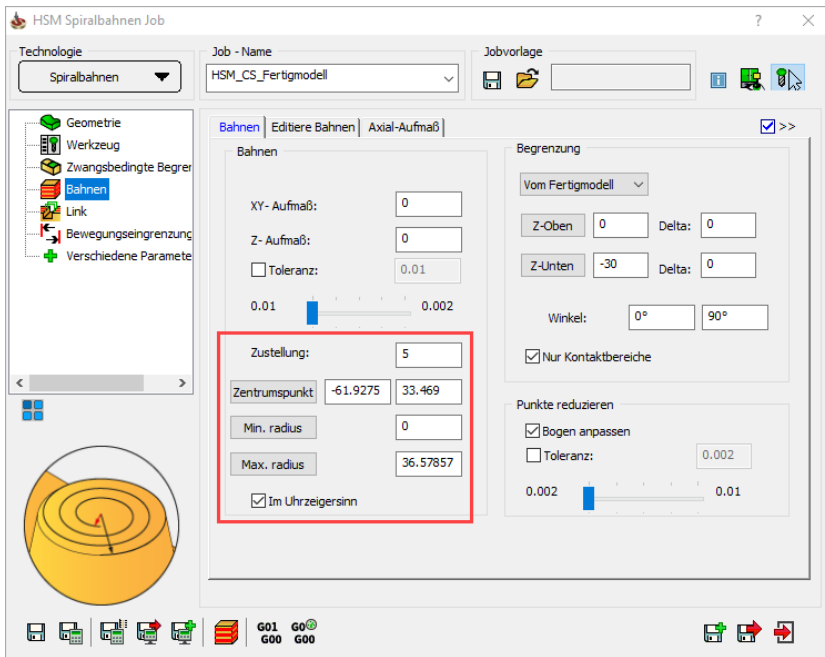 HSM Spiralbahnen Job
?
Technologie
Spiralbahnen
Job - Name
HSM_CS_Fertigmodell
Jobvorlage
Geometrie
Werkzeug
Zwangsbedingte Begrer
Bahnen
Link
Bewegungseingrenzung
Verschiedene Paramete
Bahnen
Editiere Bahnen
Axial-Aufmaß
>>
Bahnen
XY- Aufmaß: 0
Z- Aufmaß: 0
Toleranz: 0.01
0.01 0.002
Zustellung: 5
Zentrumspunkt -61.9275 33.469
Min. radius 0
Max. radius 36.57857
Im Uhrzeigersinn
Begrenzung
Vom Fertigmodell
Z-Oben 0 Delta: 0
Z-Unten -30 Delta: 0
Winkel: 0° 90°
Nur Kontaktbereiche
Punkte reduzieren
Bogen anpassen
Toleranz: 0.002
0.002 0.01
G01 G0
G00 G00